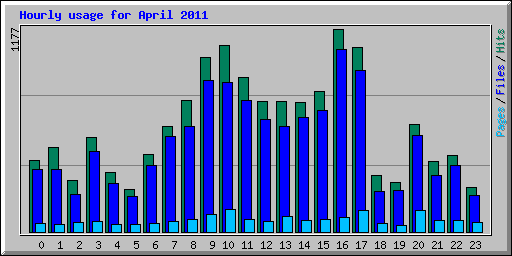 Hourly usage for April 2011
1177
Pages/Files/Hits
0 1 2 3 4 5 6 7 8 9 10 11 12 13 14 15 16 17 18 19 20 21 22 23